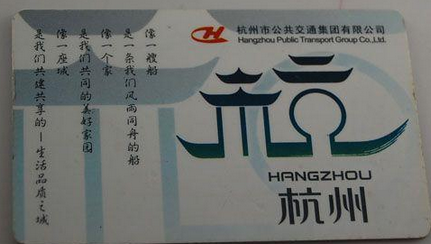 杭州市公共交通集团有限公司
Hangzhou Public Transport Group Co.,Ltd.
像一艘船
是一条我们风雨同舟的船
像一个家
是我们共同的美好家园
像一座城
是我们共建共享的—生活品质之城
HANGZHOU
杭州